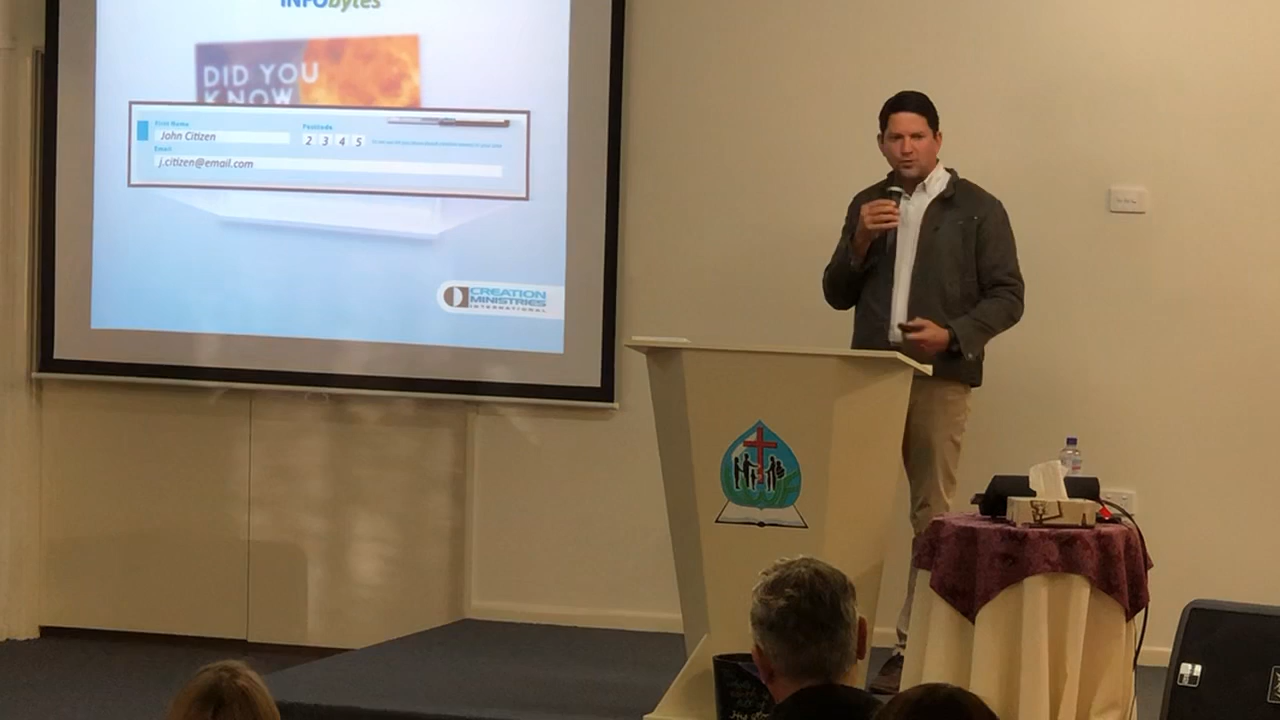 INFObytes
DID YOU
KNOW
First Name
Postcode
John Citizen
2 3 4 5
Email
j.citizen@email.com
CREATION
MINISTRIES
INTERNATIONAL